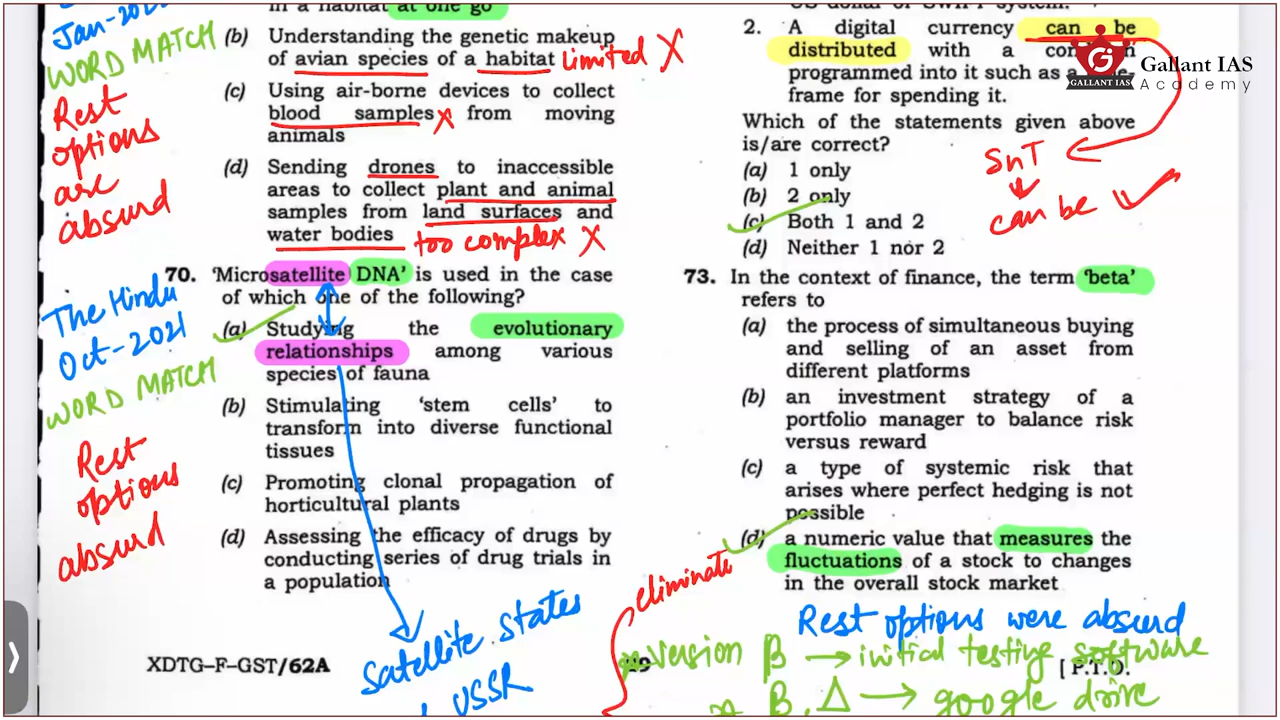 in a habitat at one go
(b) Understanding the genetic makeup
of avian species of a habitat limited X
(c) Using air-borne devices to collect
blood samples X from moving
animals
(d) Sending drones to inaccessible
areas to collect plant and animal
samples from land surfaces and
water bodies too complex X
WORD MATCH
Rest
options
are
absurd
70. 'Microsatellite DNA' is used in the case
of which one of the following?
(a) Studying the evolutionary
relationships among various
species of fauna
(b) Stimulating 'stem cells' to
transform into diverse functional
tissues
(c) Promoting clonal propagation of
horticultural plants
(d) Assessing the efficacy of drugs by
conducting series of drug trials in
a population
The Hindu
Oct-2021
WORD MATCH
Rest
options
absurd
Satellite States
USSR
XDTG–F–GST/62A
2. A digital currency can be
distributed with a
programmed into it such as a
frame for spending it.
Which of the statements given above
is/are correct?
(a) 1 only
(b) 2 only
(c) Both 1 and 2
(d) Neither 1 nor 2
SnT
can be
73. In the context of finance, the term 'beta'
refers to
(a) the process of simultaneous buying
and selling of an asset from
different platforms
(b) an investment strategy of a
portfolio manager to balance risk
versus reward
(c) a type of systemic risk that
arises where perfect hedging is not
possible
(d) a numeric value that measures the
fluctuations of a stock to changes
in the overall stock market
eliminate
Rest options were absurd
version β → initial testing software
[ P.T.O.
β, Δ → google drive
G
GALLANT IAS
Gallant IAS
Academy